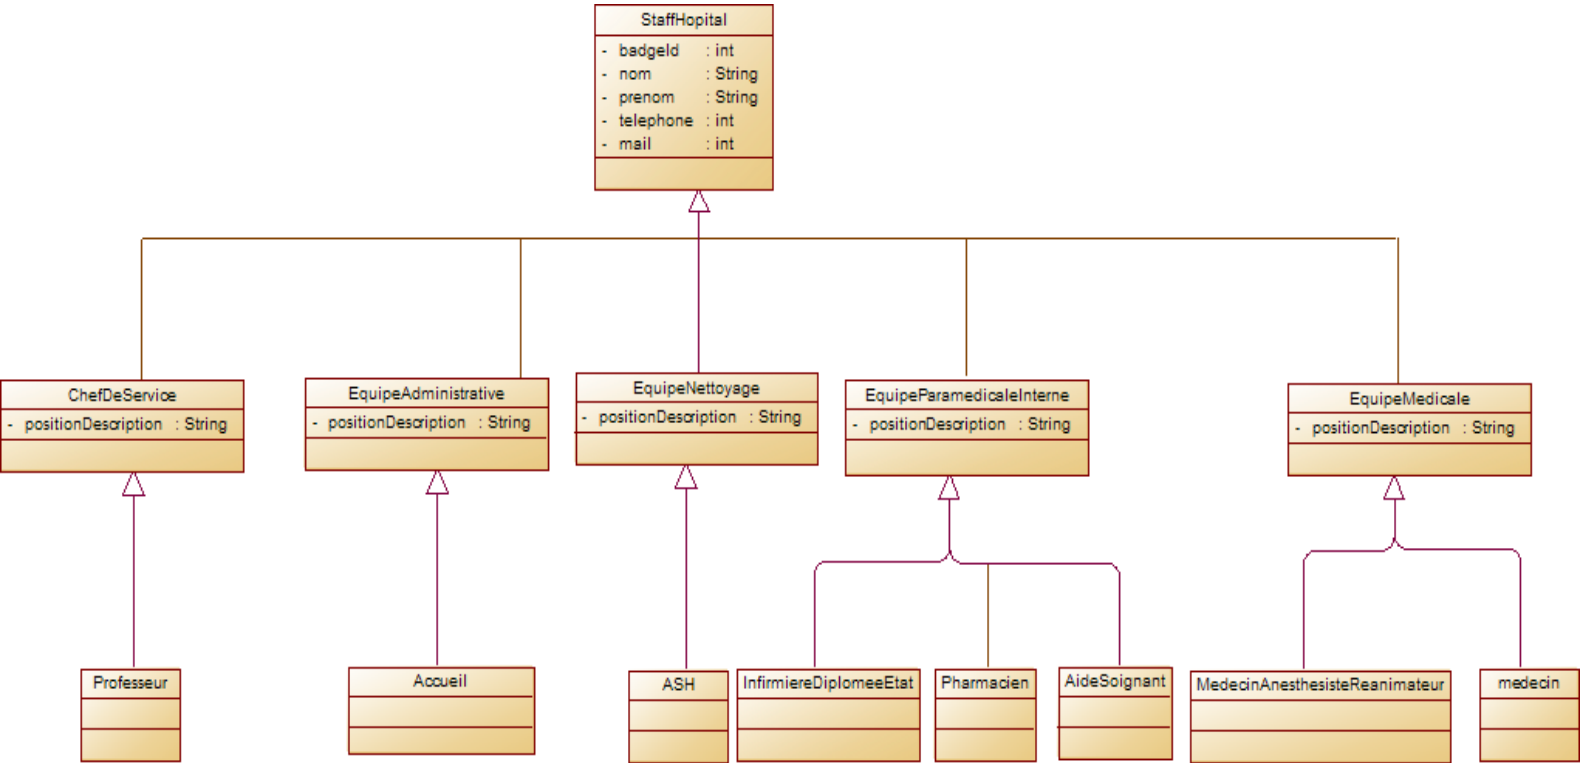 StaffHopital
- badgeId : int
- nom : String
- prenom : String
- telephone : int
- mail : int
ChefDeService
- positionDescription : String
EquipeAdministrative
- positionDescription : String
EquipeNettoyage
- positionDescription : String
EquipeParamedicaleInterne
- positionDescription : String
EquipeMedicale
- positionDescription : String
Professeur
Accueil
ASH
InfirmiereDiplomeeEtat
Pharmacien
AideSoignant
MedecinAnesthesisteReanimateur
medecin